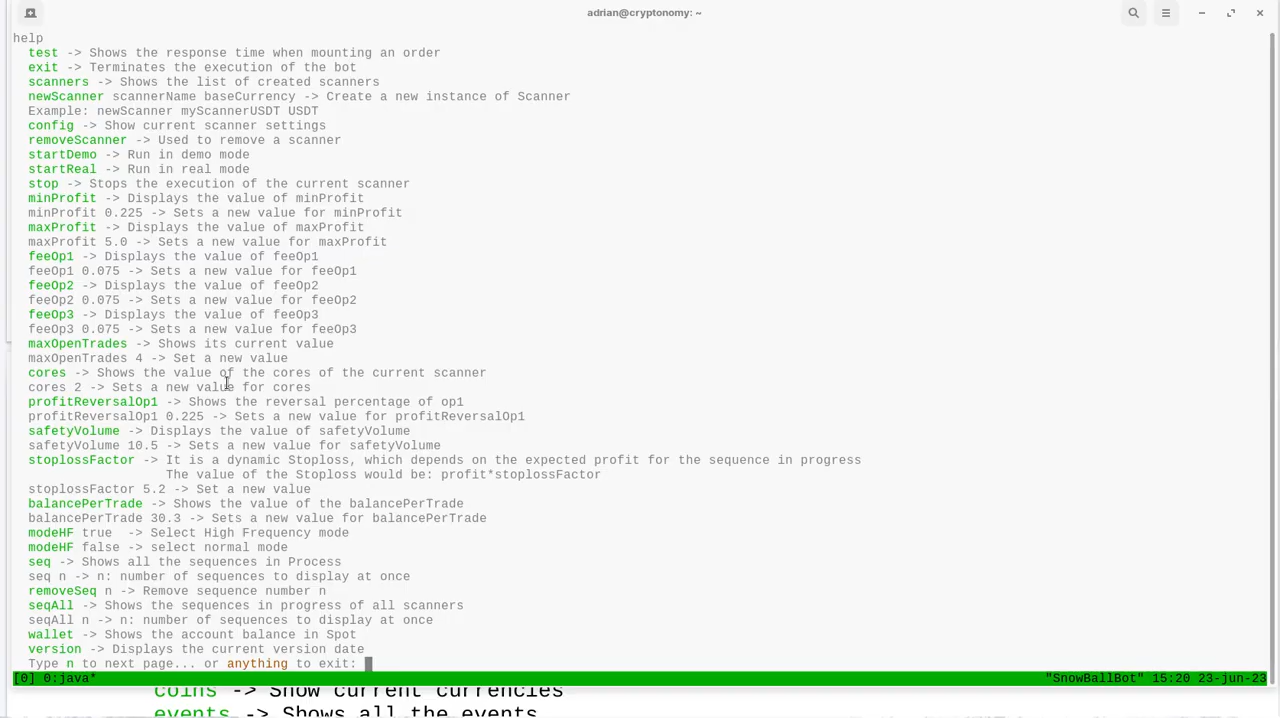 adrian@cryptonomy: ~
help
test -> Shows the response time when mounting an order
exit -> Terminates the execution of the bot
scanners -> Shows the list of created scanners
newScanner scannerName baseCurrency -> Create a new instance of Scanner
Example: newScanner myScannerUSDT USDT
config -> Show current scanner settings
removeScanner -> Used to remove a scanner
startDemo -> Run in demo mode
startReal -> Run in real mode
stop -> Stops the execution of the current scanner
minProfit -> Displays the value of minProfit
minProfit 0.225 -> Sets a new value for minProfit
maxProfit -> Displays the value of maxProfit
maxProfit 5.0 -> Sets a new value for maxProfit
feeOp1 -> Displays the value of feeOp1
feeOp1 0.075 -> Sets a new value for feeOp1
feeOp2 -> Displays the value of feeOp2
feeOp2 0.075 -> Sets a new value for feeOp2
feeOp3 -> Displays the value of feeOp3
feeOp3 0.075 -> Sets a new value for feeOp3
maxOpenTrades -> Shows its current value
maxOpenTrades 4 -> Set a new value
cores -> Shows the value of the cores of the current scanner
cores 2 -> Sets a new value for cores
profitReversalOp1 -> Shows the reversal percentage of op1
profitReversalOp1 0.225 -> Sets a new value for profitReversalOp1
safetyVolume -> Displays the value of safetyVolume
safetyVolume 10.5 -> Sets a new value for safetyVolume
stoplossFactor -> It is a dynamic Stoploss, which depends on the expected profit for the sequence in progress
The value of the Stoploss would be: profit*stoplossFactor
stoplossFactor 5.2 -> Set a new value
balancePerTrade -> Shows the value of the balancePerTrade
balancePerTrade 30.3 -> Sets a new value for balancePerTrade
modeHF true  -> Select High Frequency mode
modeHF false -> select normal mode
seq -> Shows all the sequences in Process
seq n -> n: number of sequences to display at once
removeSeq n -> Remove sequence number n
seqAll -> Shows the sequences in progress of all scanners
seqAll n -> n: number of sequences to display at once
wallet -> Shows the account balance in Spot
version -> Displays the current version date
Type n to next page... or anything to exit:
[0] 0:java* "SnowBallBot" 15:20 23-jun-23
coins -> Show current currencies
events -> Shows all the events